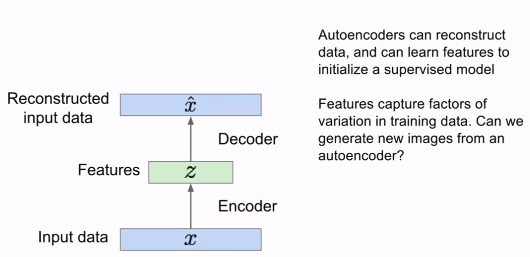 Autoencoders can reconstruct
data, and can learn features to
initialize a supervised model
Features capture factors of
variation in training data. Can we
generate new images from an
autoencoder?
Reconstructed
input data
x̂
Decoder
Features
z
Encoder
Input data
x